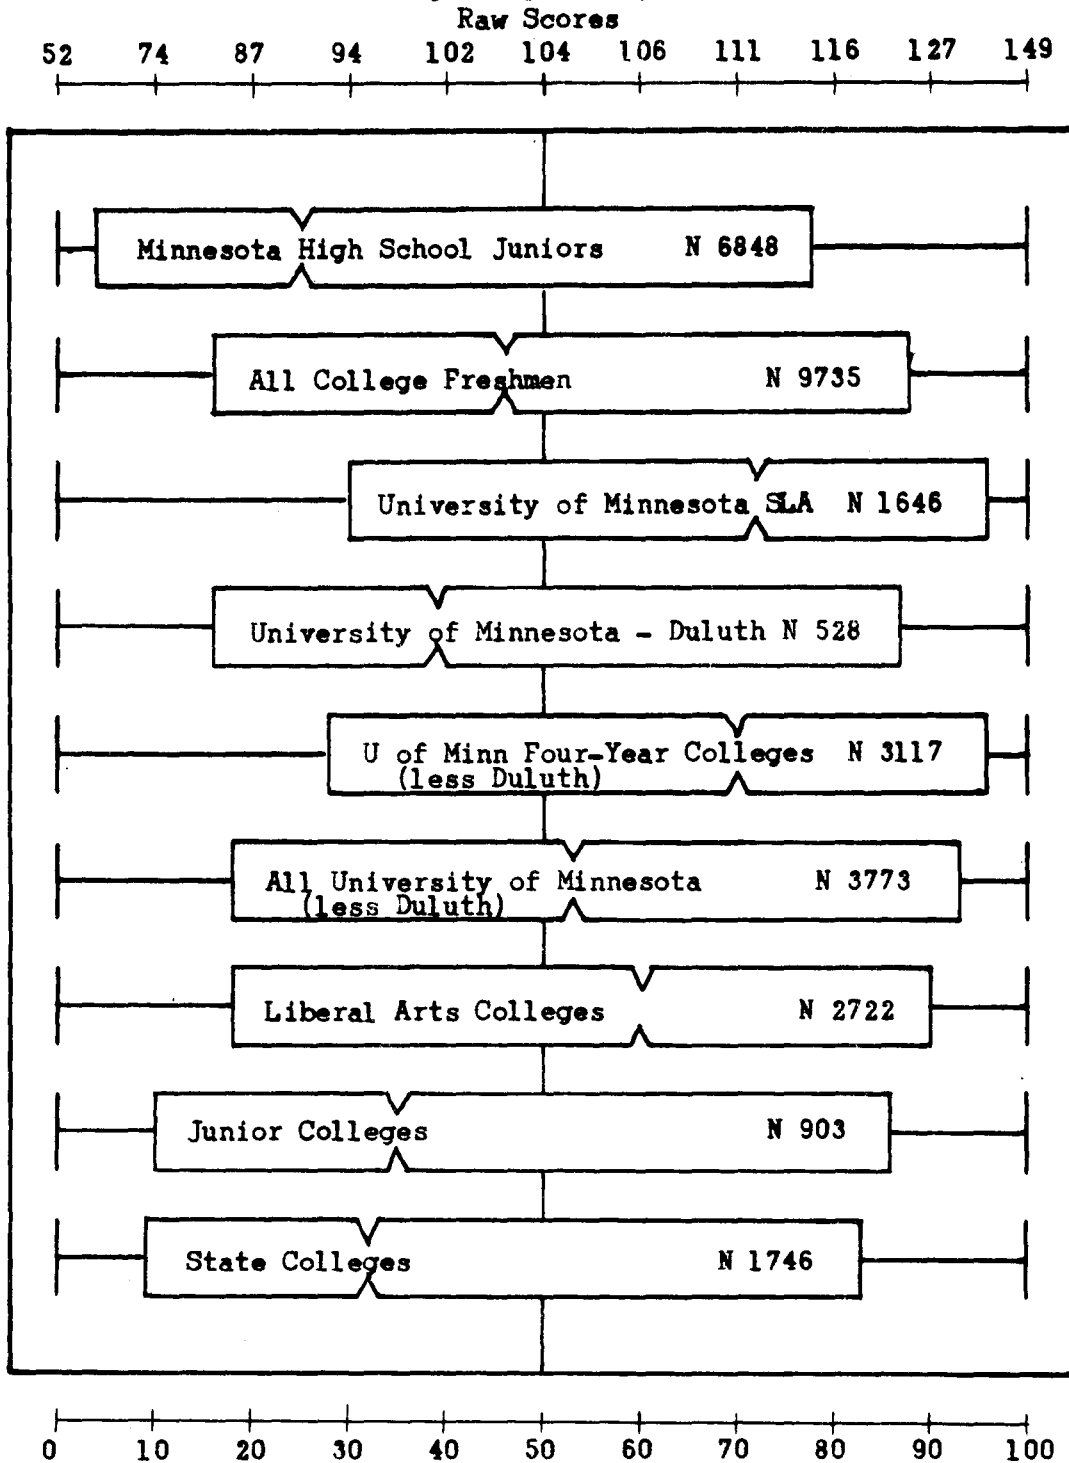 Raw Scores
52 74 87 94 102 104 106 111 116 127 149
Minnesota High School Juniors N 6848
All College Freshmen N 9735
University of Minnesota SLA N 1646
University of Minnesota - Duluth N 528
U of Minn Four-Year Colleges N 3117
(less Duluth)
All University of Minnesota N 3773
(less Duluth)
Liberal Arts Colleges N 2722
Junior Colleges N 903
State Colleges N 1746
0 10 20 30 40 50 60 70 80 90 100